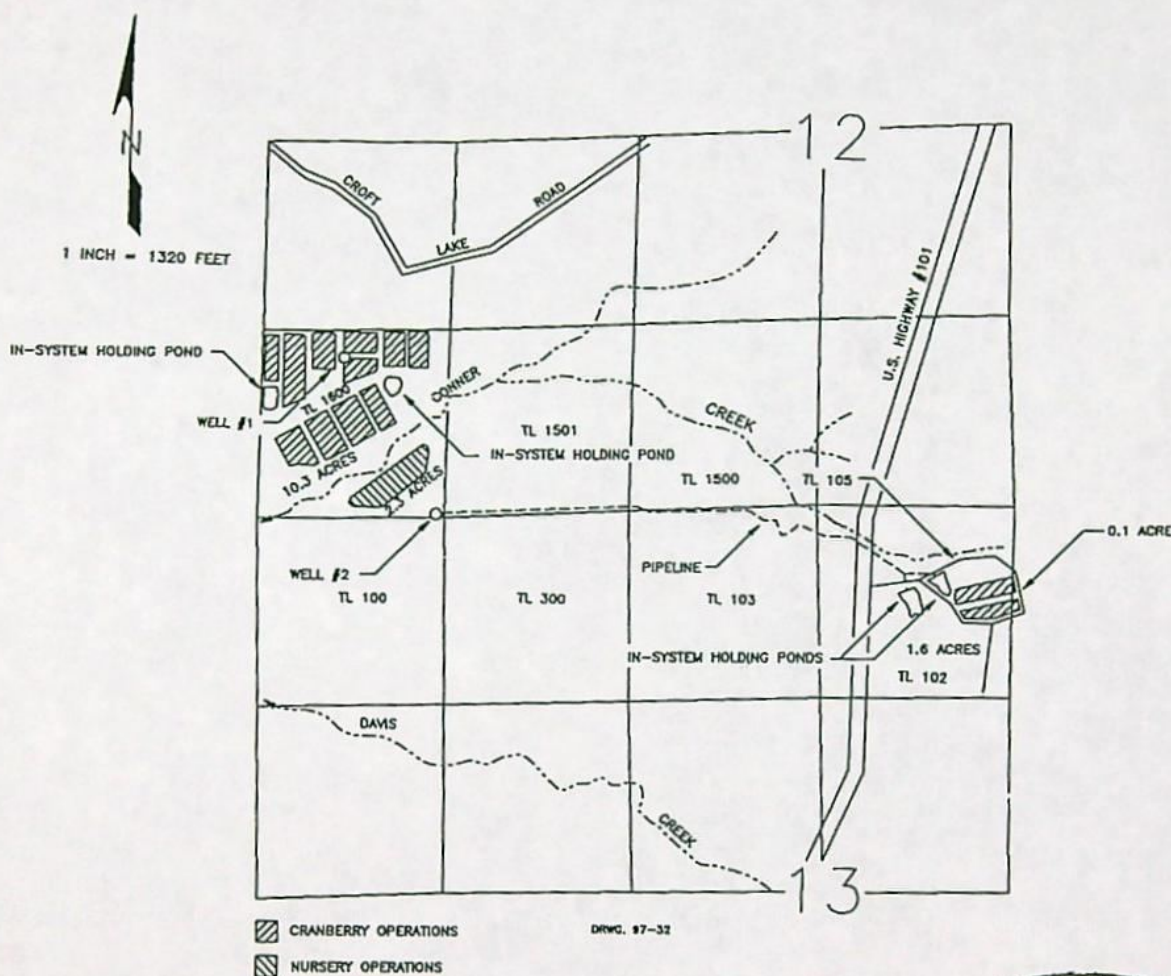 12
N
1 INCH = 1320 FEET
CROFT
LAKE
ROAD
U.S. HIGHWAY #101
IN-SYSTEM HOLDING POND
WELL #1
TL 1600
CONNER
CREEK
TL 1501
IN-SYSTEM HOLDING POND
10.3 ACRES
2.3 ACRES
TL 1500
TL 105
0.1 ACRE
WELL #2
PIPELINE
TL 100
TL 300
TL 103
IN-SYSTEM HOLDING PONDS
1.6 ACRES
TL 102
DAVIS
CREEK
13
CRANBERRY OPERATIONS
DRWG. 97-32
NURSERY OPERATIONS